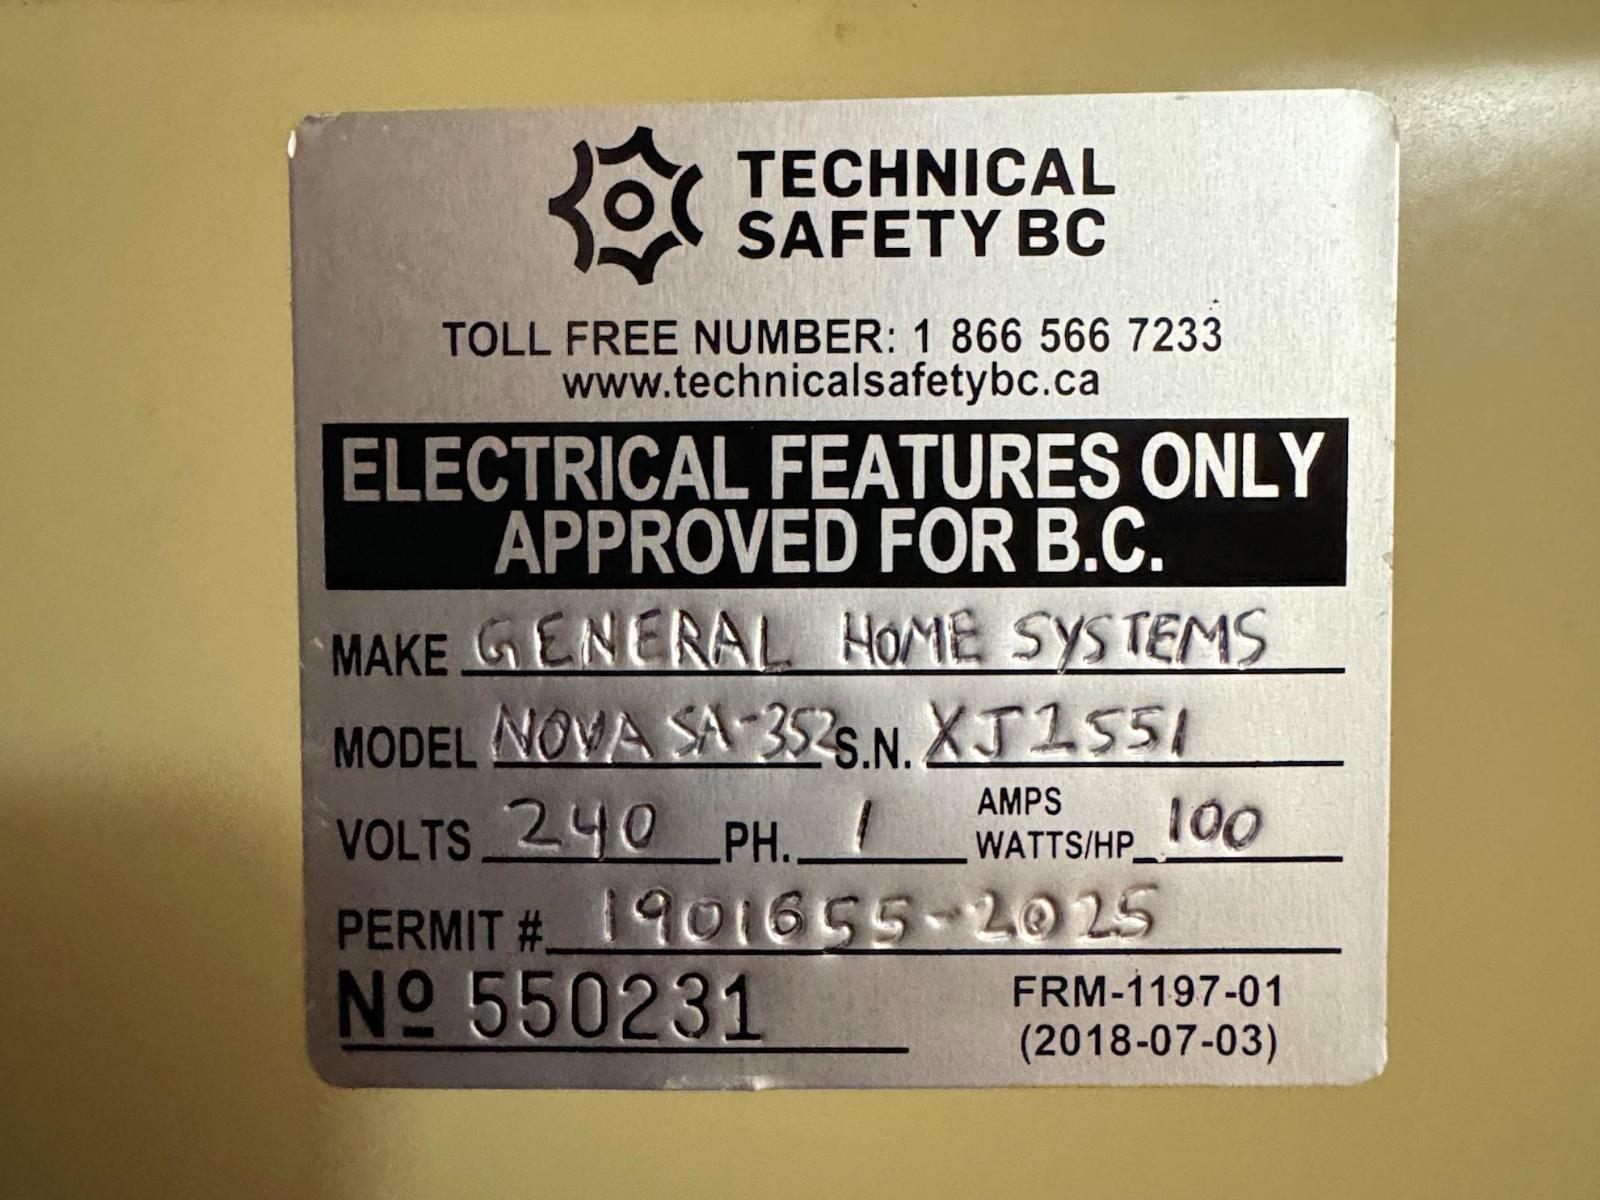 TECHNICAL
SAFETY BC
TOLL FREE NUMBER: 1 866 566 7233
www.technicalsafetybc.ca
ELECTRICAL FEATURES ONLY
APPROVED FOR B.C.
MAKE GENERAL HOME SYSTEMS
MODEL NOVA SA-352 S.N. XJ1551
VOLTS 240 PH. 1 AMPS WATTS/HP 100
PERMIT # 1901655-2025
Nº 550231 FRM-1197-01
(2018-07-03)